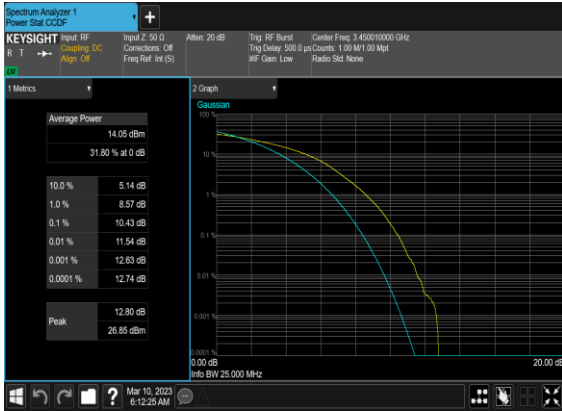 Spectrum Analyzer 1
Power Stat CCDF
KEYSIGHT Input: RF Input Z: 50 Ω Atten: 20 dB Trig: RF Burst Center Freq: 3.450010000 GHz
R T Coupling: DC Corrections: Off Trig Delay: 500.0 µs Counts: 1.00 M/1.00 Mpt
Align: Off Freq Ref: Int (S) #IF Gain: Low Radio Std: None
1 Metrics
2 Graph
Average Power
14.05 dBm
31.80 % at 0 dB
10.0 % 5.14 dB
1.0 % 8.57 dB
0.1 % 10.43 dB
0.01 % 11.54 dB
0.001 % 12.63 dB
0.0001 % 12.74 dB
Peak
12.80 dB
26.85 dBm
Gaussian
100 %
10 %
1 %
0.1 %
0.01 %
0.001 %
0.0001 %
0.00 dB 20.00 dB
Info BW 25.000 MHz
?
Mar 10, 2023
6:12:25 AM